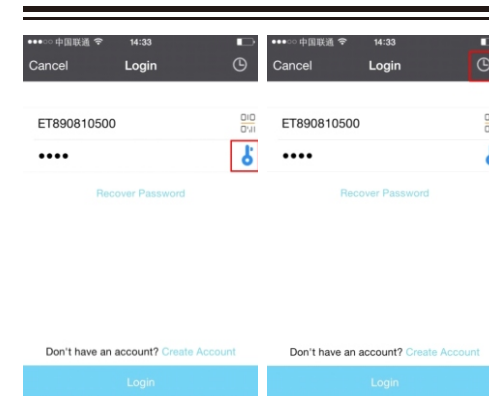 中国联通 14:33
Cancel Login
ET890810500
••••
Recover Password
Don't have an account? Create Account
Login
中国联通 14:33
Cancel Login
ET890810500
••••
Recover Password
Don't have an account? Create Account
Login